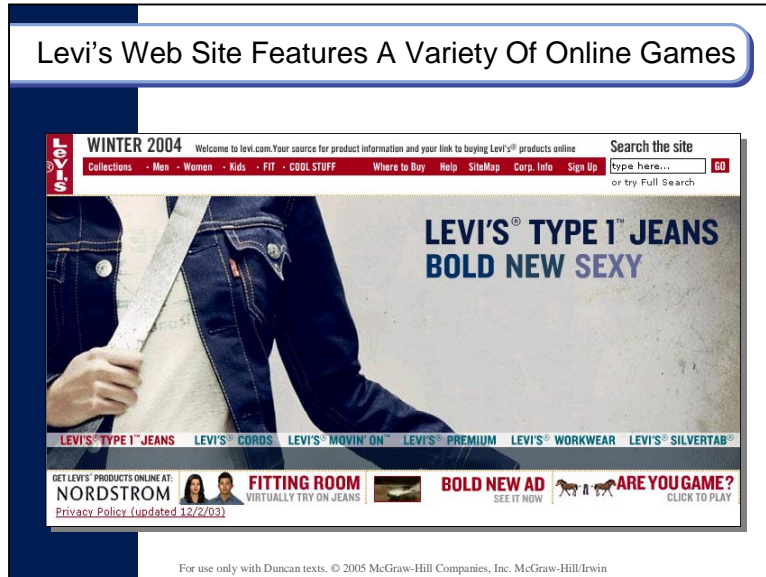 Levi's Web Site Features A Variety Of Online Games
Levi's ®
WINTER 2004 Welcome to levi.com.Your source for product information and your link to buying Levi's® products online Search the site
Collections • Men • Women • Kids • FIT • COOL STUFF Where to Buy Help SiteMap Corp. Info Sign Up type here... GO
or try Full Search
LEVI'S® TYPE 1™ JEANS
BOLD NEW SEXY
LEVI'S® TYPE 1™ JEANS LEVI'S® CORDS LEVI'S® MOVIN' ON™ LEVI'S® PREMIUM LEVI'S® WORKWEAR LEVI'S® SILVERTAB®
GET LEVI'S® PRODUCTS ONLINE AT:
NORDSTROM
FITTING ROOM
VIRTUALLY TRY ON JEANS
BOLD NEW AD
SEE IT NOW
ARE YOU GAME?
CLICK TO PLAY
Privacy Policy (updated 12/2/03)
For use only with Duncan texts. © 2005 McGraw-Hill Companies, Inc. McGraw-Hill/Irwin